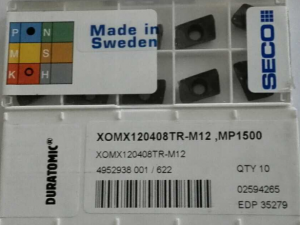 P N
M S
K H
Made in
Sweden
SECO
DURATOMIC®
XOMX120408TR-M12 ,MP1500
XOMX120408TR-M12
4952938 001 / 622
QTY 10
02594265
EDP 35279